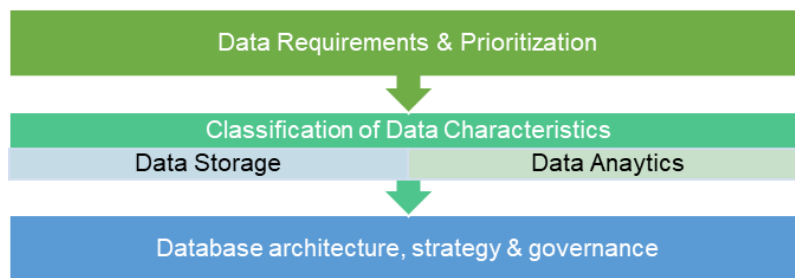 Data Requirements & Prioritization
Classification of Data Characteristics
Data Storage
Data Anaytics
Database architecture, strategy & governance